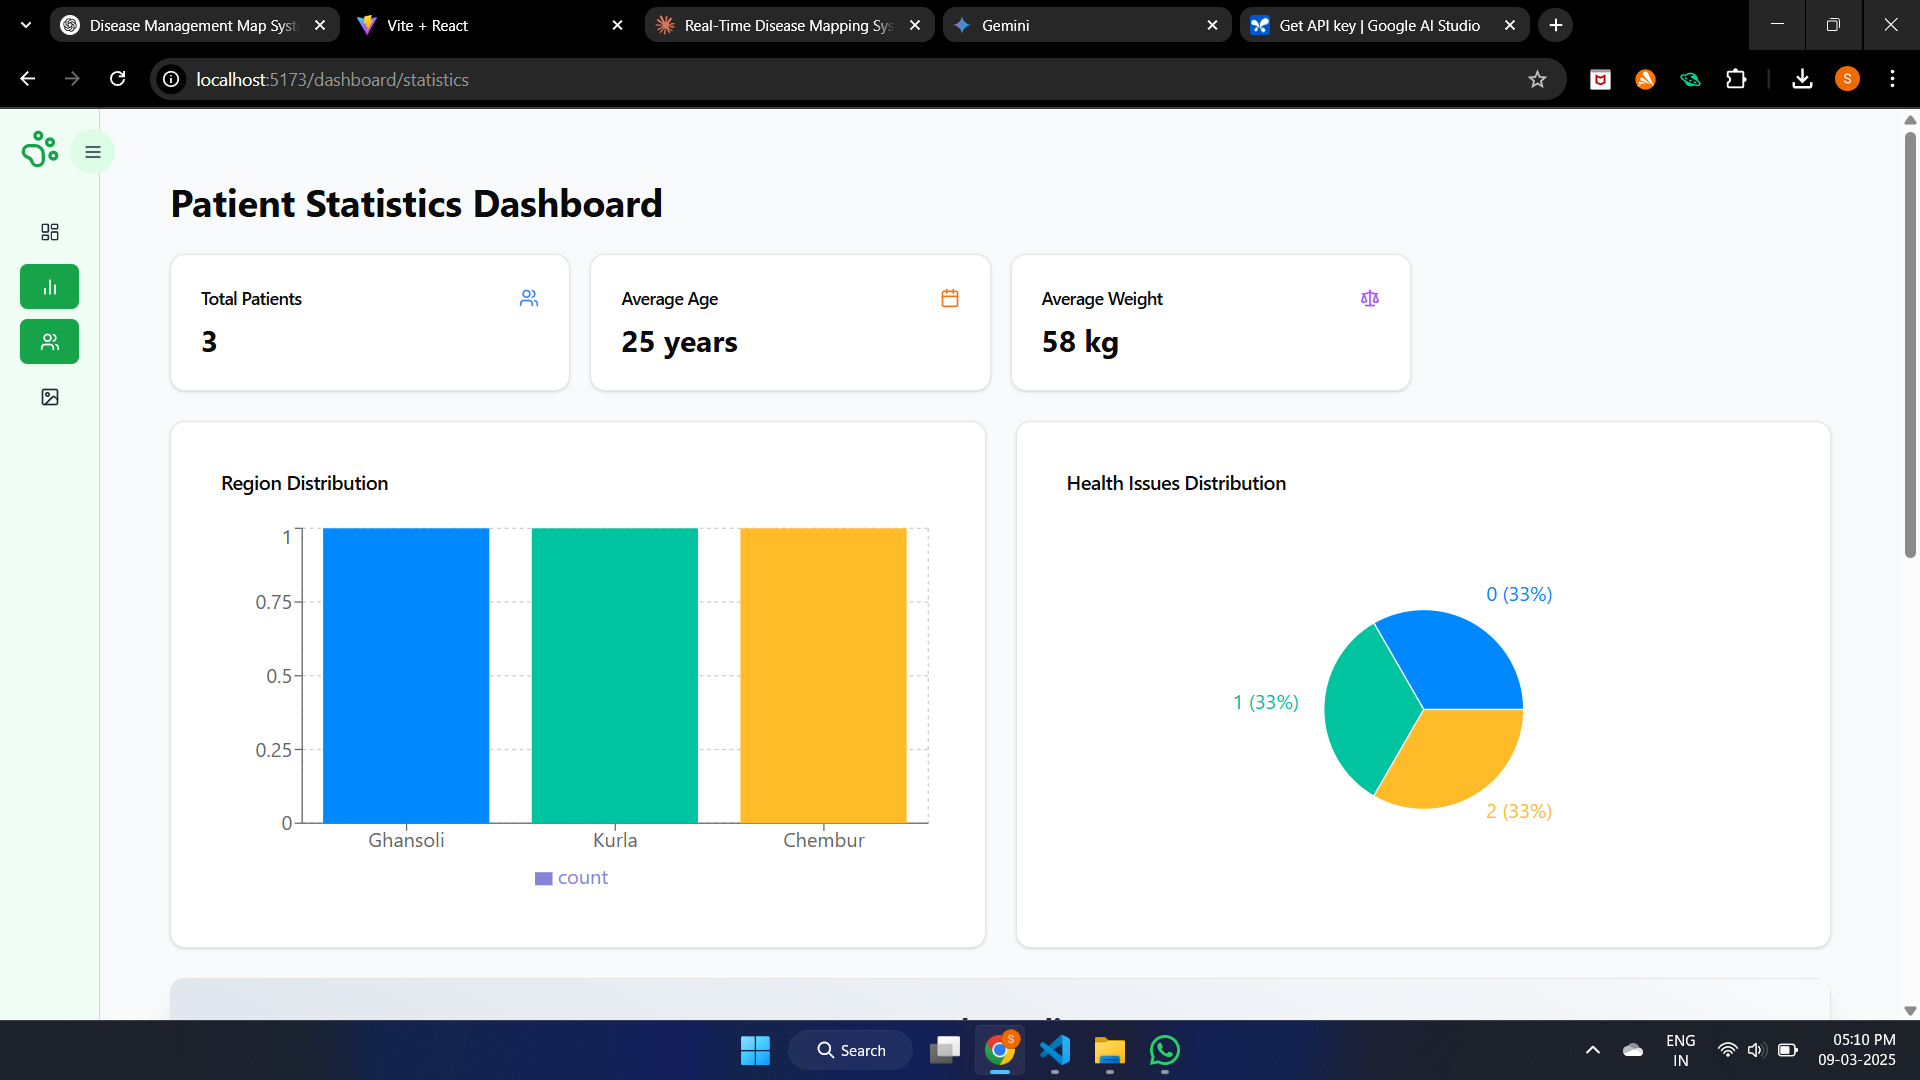 Disease Management Map Syst
Vite + React
Real-Time Disease Mapping Sys
Gemini
Get API key | Google AI Studio
localhost:5173/dashboard/statistics
S
Patient Statistics Dashboard
Total Patients
3
Average Age
25 years
Average Weight
58 kg
Region Distribution
1
0.75
0.5
0.25
0
Ghansoli
Kurla
Chembur
count
Health Issues Distribution
0 (33%)
1 (33%)
2 (33%)
Search
S
ENG
IN
05:10 PM
09-03-2025